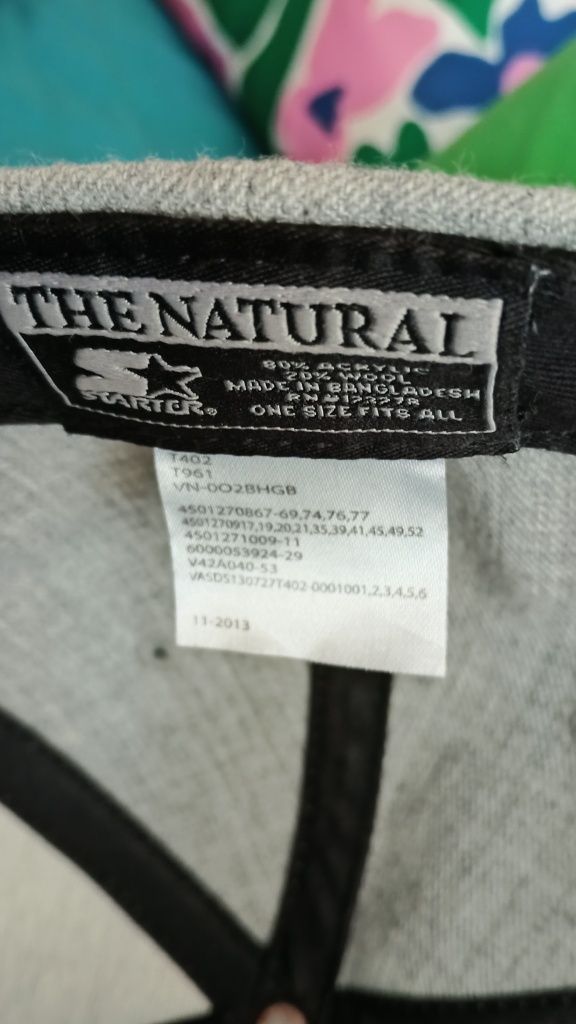 THE NATURAL
STARTER®
80% ACRYLIC
20% WOOL
MADE IN BANGLADESH
RN#123278
ONE SIZE FITS ALL
T402
T961
VN-0O2BHGB
4501270867-69,74,76,77
4501270917,19,20,21,35,39,41,45,49,52
4501271009-11
6000053924-29
V42A040-53
VASDS130727T402-0001001,2,3,4,5,6
11-2013